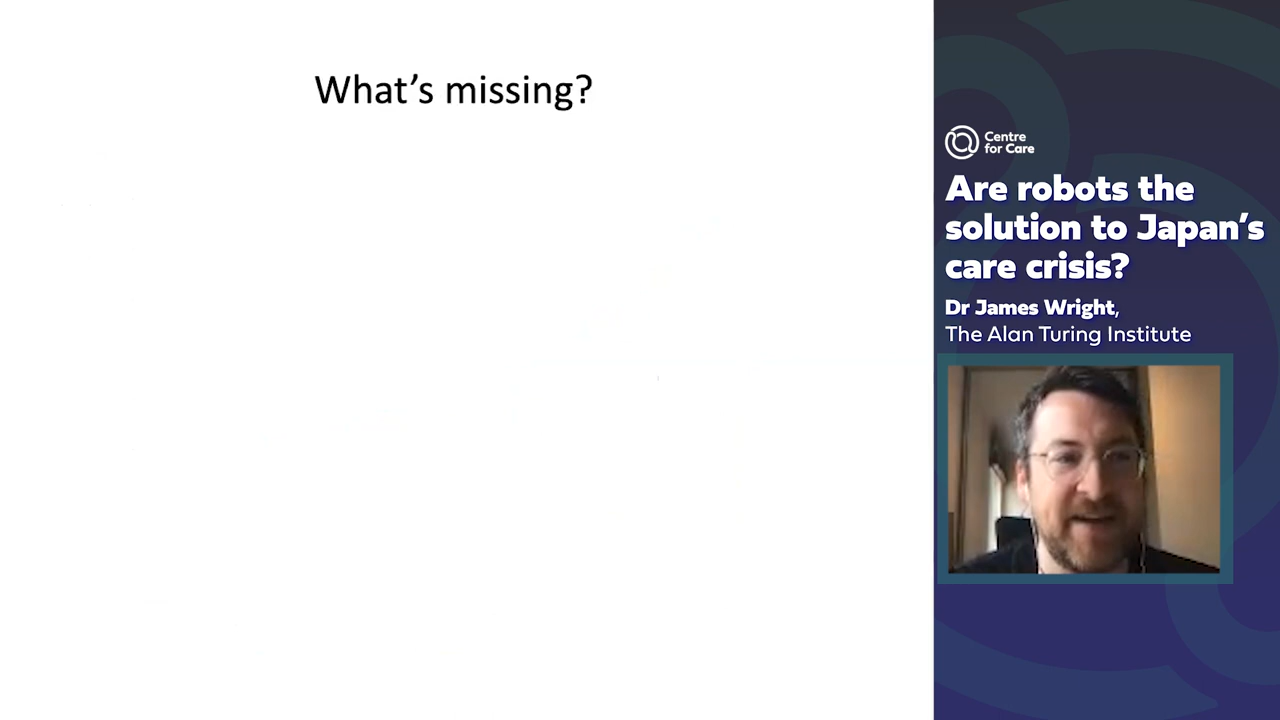 What's missing?
Centre
for Care
Are robots the
solution to Japan's
care crisis?
Dr James Wright,
The Alan Turing Institute